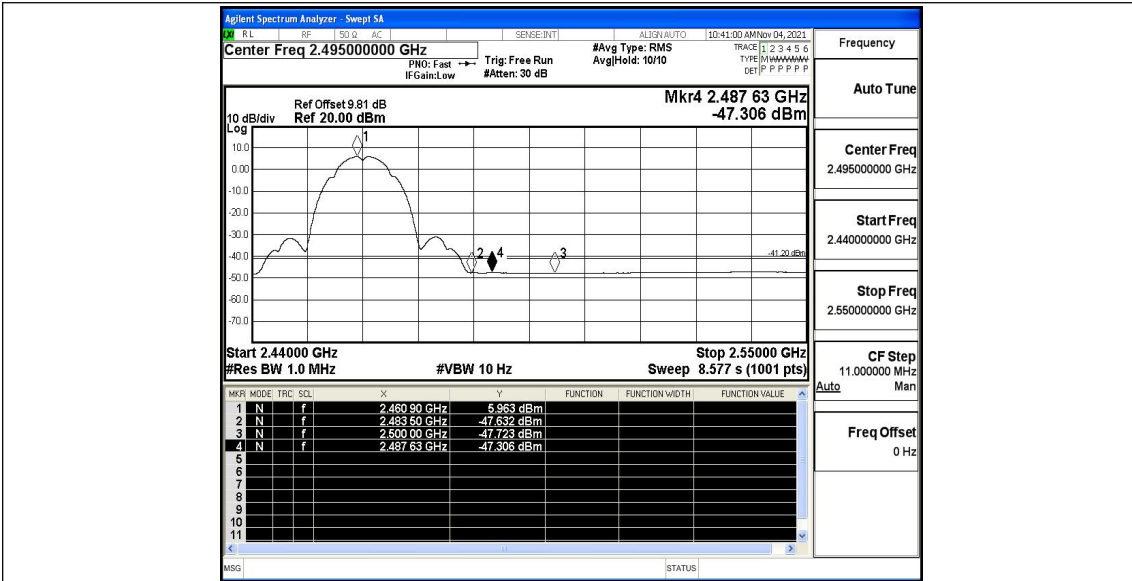 Agilent Spectrum Analyzer - Swept SA
LXI RL RF 50 Ω AC SENSE:INT ALIGN AUTO 10:41:00 AM Nov 04, 2021
Center Freq 2.495000000 GHz
PNO: Fast
IFGain:Low
Trig: Free Run
#Atten: 30 dB
#Avg Type: RMS
Avg|Hold: 10/10
TRACE 1 2 3 4 5 6
TYPE M WWWWW
DET P P P P P P
Ref Offset 9.81 dB
Ref 20.00 dBm
10 dB/div
Log
Mkr4 2.487 63 GHz
-47.306 dBm
10.0
0.00
-10.0
-20.0
-30.0
-40.0
-50.0
-60.0
-70.0
1
2
4
3
-41.20 dBm
Start 2.44000 GHz Stop 2.55000 GHz
#Res BW 1.0 MHz #VBW 10 Hz Sweep 8.577 s (1001 pts)
MKR MODE TRC SCL X Y FUNCTION FUNCTION WIDTH FUNCTION VALUE
1 N f 2.460 90 GHz 5.963 dBm
2 N f 2.483 50 GHz -47.632 dBm
3 N f 2.500 00 GHz -47.723 dBm
4 N f 2.487 63 GHz -47.306 dBm
5
6
7
8
9
10
11
MSG STATUS
Frequency
Auto Tune
Center Freq
2.495000000 GHz
Start Freq
2.440000000 GHz
Stop Freq
2.550000000 GHz
CF Step
11.000000 MHz
Auto Man
Freq Offset
0 Hz